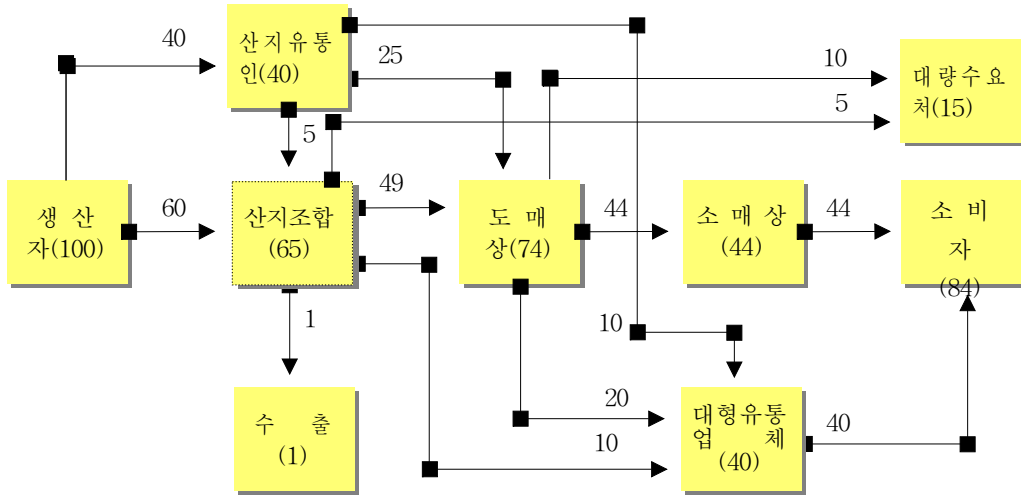 40
산지유통
인(40)
25
10
대량수요
처(15)
5
5
생 산
자(100)
60
산지조합
(65)
49
도 매
상(74)
44
소 매 상
(44)
44
소 비
자
(84)
1
10
수 출
(1)
20
10
대형유통
업 체
(40)
40